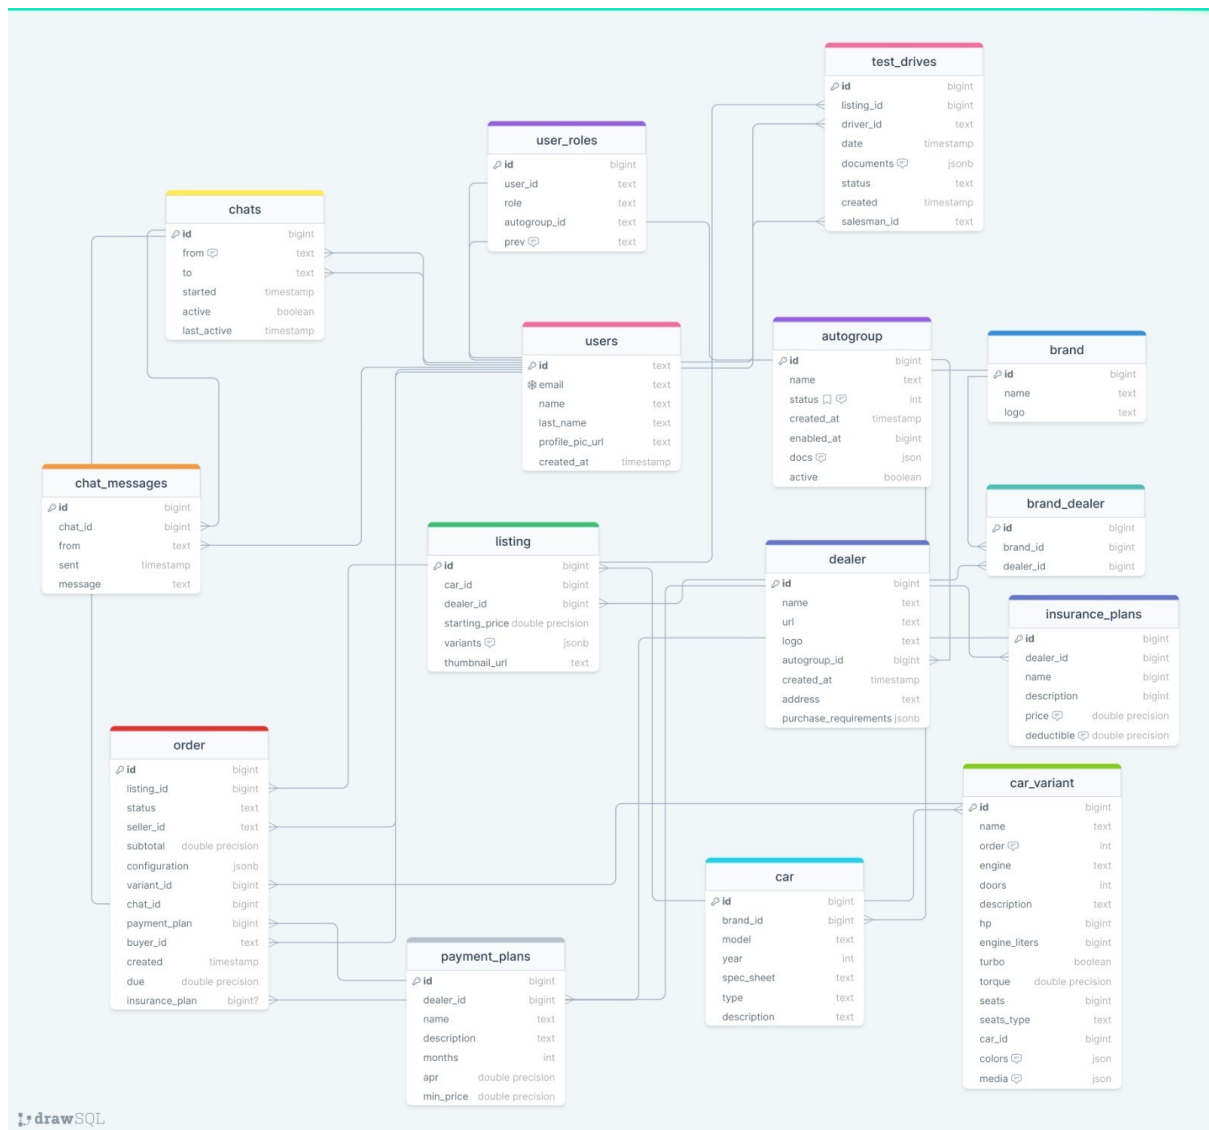 test_drives
id bigint
listing_id bigint
driver_id text
date timestamp
documents jsonb
status text
created timestamp
salesman_id text
user_roles
id bigint
user_id text
role text
autogroup_id text
prev text
chats
id bigint
from text
to text
started timestamp
active boolean
last_active timestamp
users
id text
email text
name text
last_name text
profile_pic_url text
created_at timestamp
autogroup
id bigint
name text
status int
created_at timestamp
enabled_at bigint
docs json
active boolean
brand
id bigint
name text
logo text
chat_messages
id bigint
chat_id bigint
from text
sent timestamp
message text
brand_dealer
id bigint
brand_id bigint
dealer_id bigint
listing
id bigint
car_id bigint
dealer_id bigint
starting_price double precision
variants jsonb
thumbnail_url text
dealer
id bigint
name text
url text
logo text
autogroup_id bigint
created_at timestamp
address text
purchase_requirements jsonb
insurance_plans
id bigint
dealer_id bigint
name bigint
description bigint
price double precision
deductible double precision
order
id bigint
listing_id bigint
status text
seller_id text
subtotal double precision
configuration jsonb
variant_id bigint
chat_id bigint
payment_plan bigint
buyer_id text
created timestamp
due double precision
insurance_plan bigint?
car_variant
id bigint
name text
order int
engine text
doors int
description text
hp bigint
engine_liters bigint
turbo boolean
torque double precision
seats bigint
seats_type text
car_id bigint
colors json
media json
car
id bigint
brand_id bigint
model text
year int
spec_sheet text
type text
description text
payment_plans
id bigint
dealer_id bigint
name text
description text
months int
apr double precision
min_price double precision
drawSQL